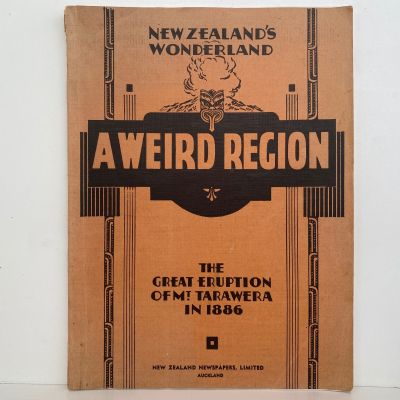 NEW ZEALAND'S
WONDERLAND
A WEIRD REGION
THE
GREAT ERUPTION
OF MT. TARAWERA
IN 1886
NEW ZEALAND NEWSPAPERS, LIMITED
AUCKLAND